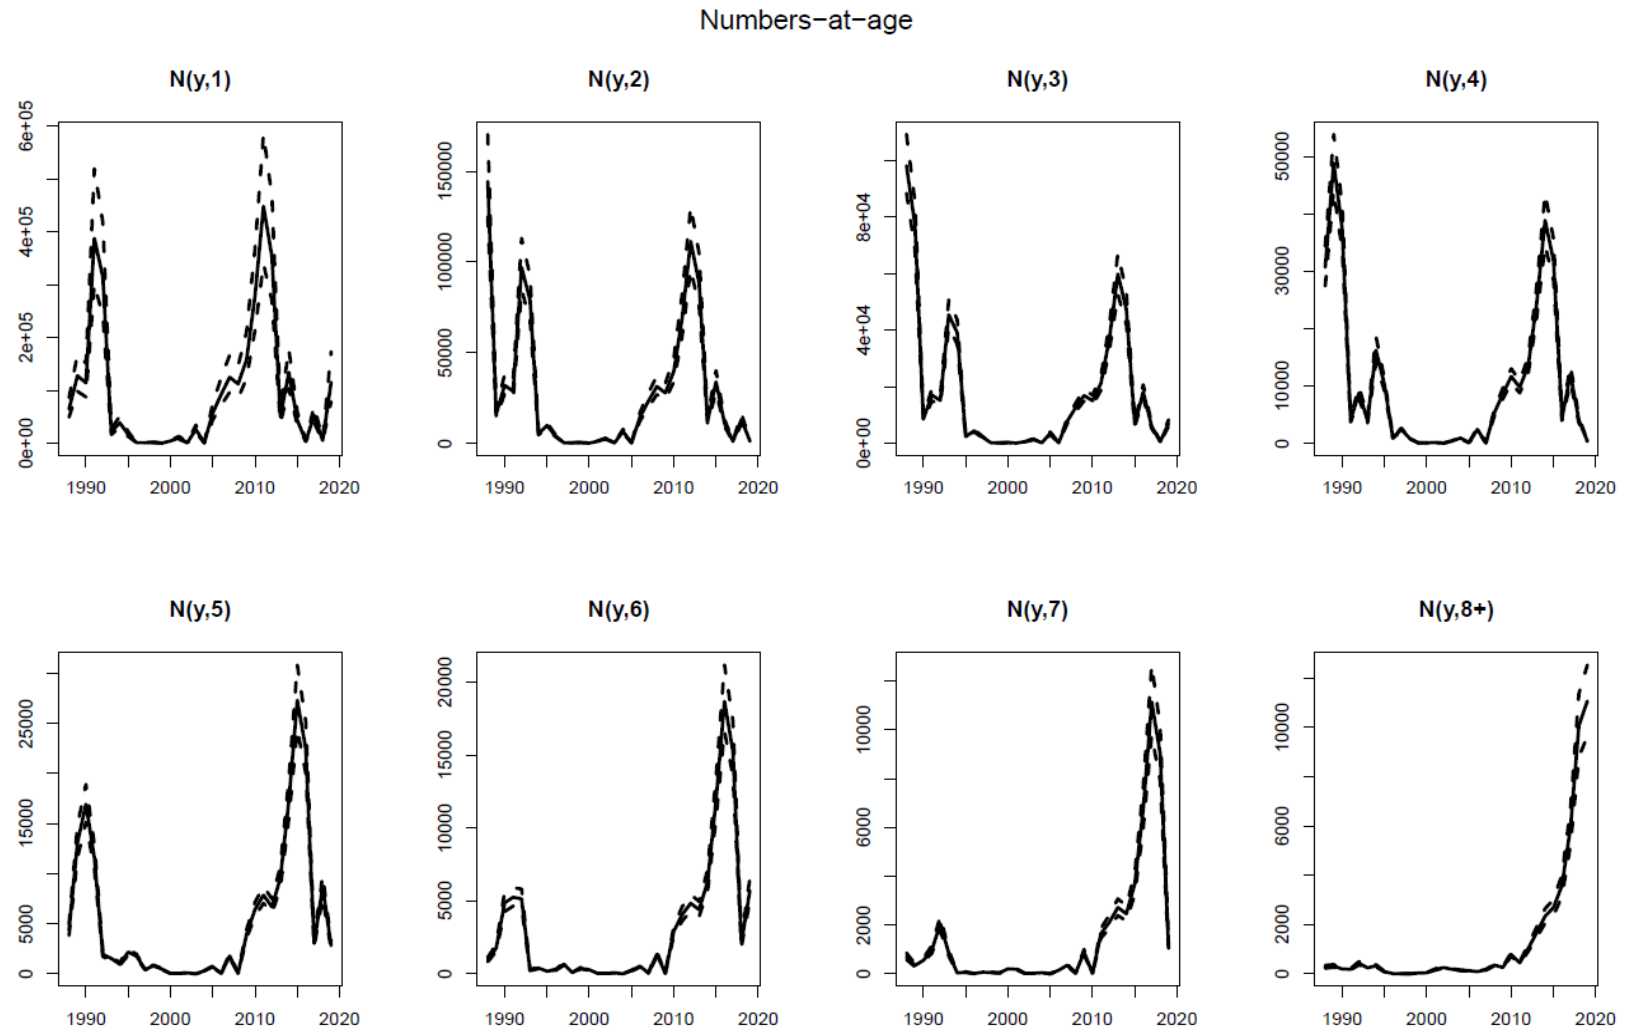 Numbers−at−age
N(y,1) N(y,2) N(y,3) N(y,4)
0e+00 2e+05 4e+05 6e+05
0 50000 100000 150000
0e+00 4e+04 8e+04
0 10000 30000 50000
1990 2000 2010 2020
1990 2000 2010 2020
1990 2000 2010 2020
1990 2000 2010 2020
N(y,5) N(y,6) N(y,7) N(y,8+)
0 5000 15000 25000
0 5000 10000 15000 20000
0 2000 6000 10000
0 2000 6000 10000
1990 2000 2010 2020
1990 2000 2010 2020
1990 2000 2010 2020
1990 2000 2010 2020